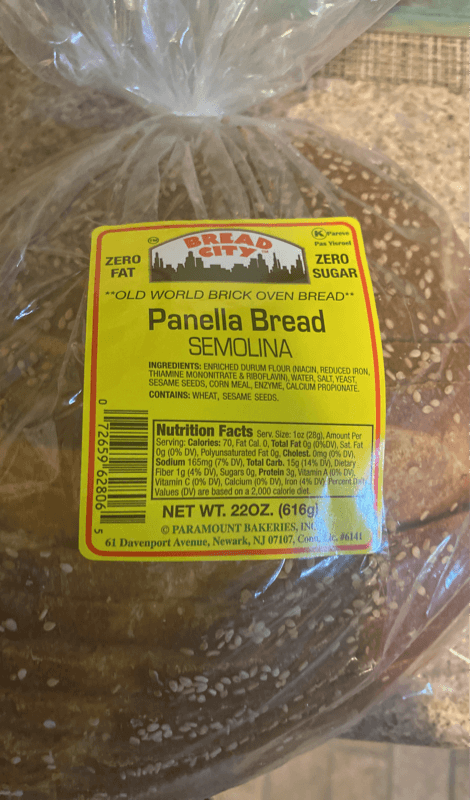 K Pareve
Pas Yisroel
TM
BREAD
CITY
ZERO
FAT
ZERO
SUGAR
**OLD WORLD BRICK OVEN BREAD**
Panella Bread
SEMOLINA
INGREDIENTS: ENRICHED DURUM FLOUR (NIACIN, REDUCED IRON,
THIAMINE MONONITRATE & RIBOFLAVIN), WATER, SALT, YEAST,
SESAME SEEDS, CORN MEAL, ENZYME, CALCIUM PROPIONATE.
CONTAINS: WHEAT, SESAME SEEDS.
Nutrition Facts Serv. Size: 1oz (28g), Amount Per
Serving: Calories: 70, Fat Cal. 0, Total Fat 0g (0%DV), Sat. Fat
0g (0% DV), Polyunsaturated Fat 0g, Cholest. 0mg (0% DV),
Sodium 165mg (7% DV), Total Carb. 15g (14% DV), Dietary
Fiber 1g (4% DV), Sugars 0g, Protein 3g, Vitamin A (0% DV),
Vitamin C (0% DV), Calcium (0% DV), Iron (4% DV) Percent Daily
Values (DV) are based on a 2,000 calorie diet.
0 72659 62806 5
NET WT. 22OZ. (616g)
© PARAMOUNT BAKERIES, INC.
61 Davenport Avenue, Newark, NJ 07107, Conn. Lic. #6141